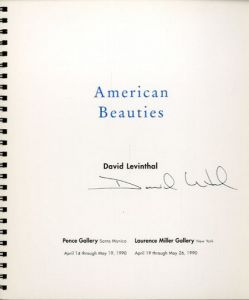 American
Beauties
David Levinthal
Pence Gallery Santa Monica
April 14 through May 19, 1990
Laurence Miller Gallery New York
April 19 through May 26, 1990